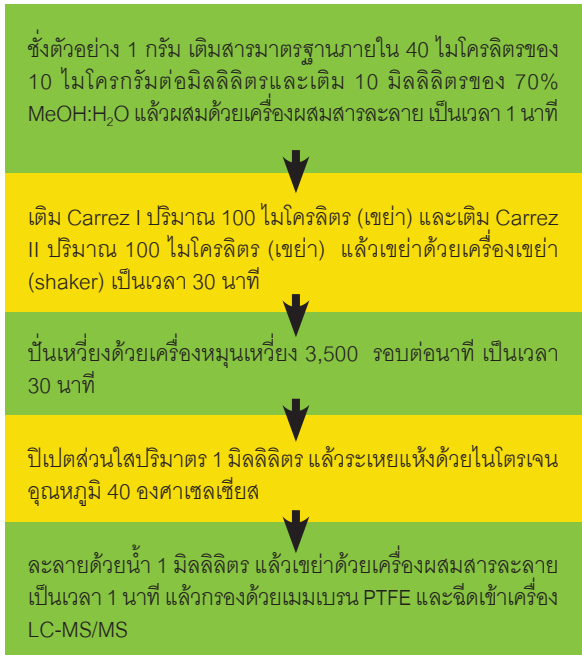 ชั่งตัวอย่าง 1 กรัม เติมสารมาตรฐานภายใน 40 ไมโครลิตรของ
10 ไมโครกรัมต่อมิลลิลิตรและเติม 10 มิลลิลิตรของ 70%
MeOH:H₂O แล้วผสมด้วยเครื่องผสมสารละลาย เป็นเวลา 1 นาที
เติม Carrez I ปริมาณ 100 ไมโครลิตร (เขย่า) และเติม Carrez
II ปริมาณ 100 ไมโครลิตร (เขย่า) แล้วเขย่าด้วยเครื่องเขย่า
(shaker) เป็นเวลา 30 นาที
ปั่นเหวี่ยงด้วยเครื่องหมุนเหวี่ยง 3,500 รอบต่อนาที เป็นเวลา
30 นาที
ปิเปตส่วนใสปริมาตร 1 มิลลิลิตร แล้วระเหยแห้งด้วยไนโตรเจน
อุณหภูมิ 40 องศาเซลเซียส
ละลายด้วยน้ำ 1 มิลลิลิตร แล้วเขย่าด้วยเครื่องผสมสารละลาย
เป็นเวลา 1 นาที แล้วกรองด้วยเมมเบรน PTFE และฉีดเข้าเครื่อง
LC-MS/MS